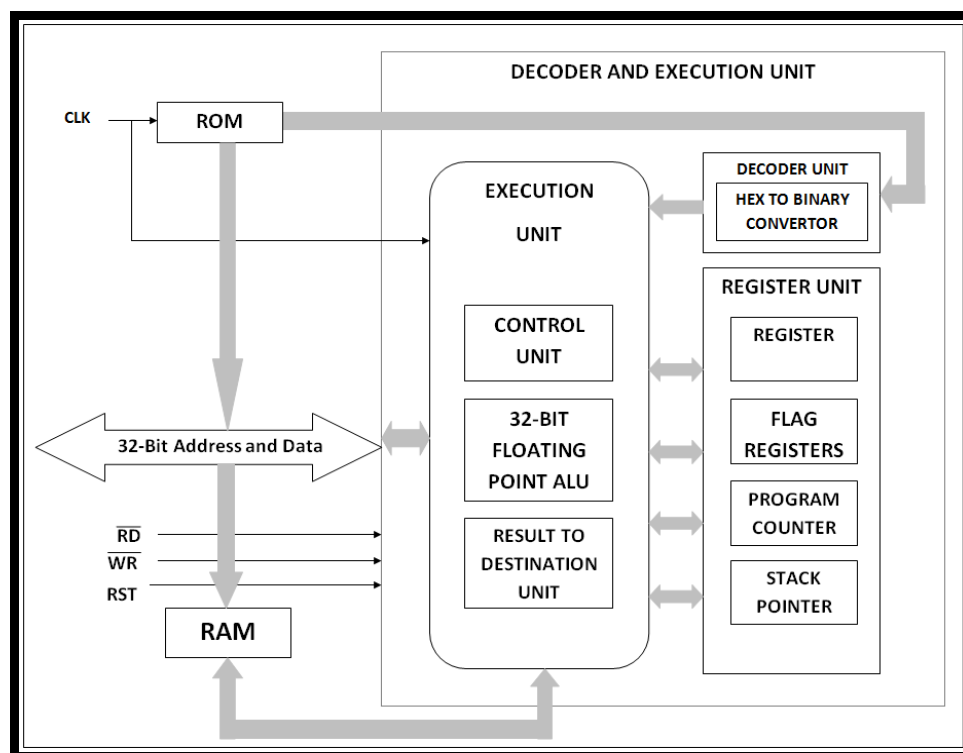 DECODER AND EXECUTION UNIT
CLK
ROM
DECODER UNIT
HEX TO BINARY
CONVERTOR
EXECUTION
UNIT
REGISTER UNIT
CONTROL
UNIT
REGISTER
32-BIT
FLOATING
POINT ALU
FLAG
REGISTERS
32-Bit Address and Data
PROGRAM
COUNTER
RESULT TO
DESTINATION
UNIT
R̅D̅
W̅R̅
RST
STACK
POINTER
RAM